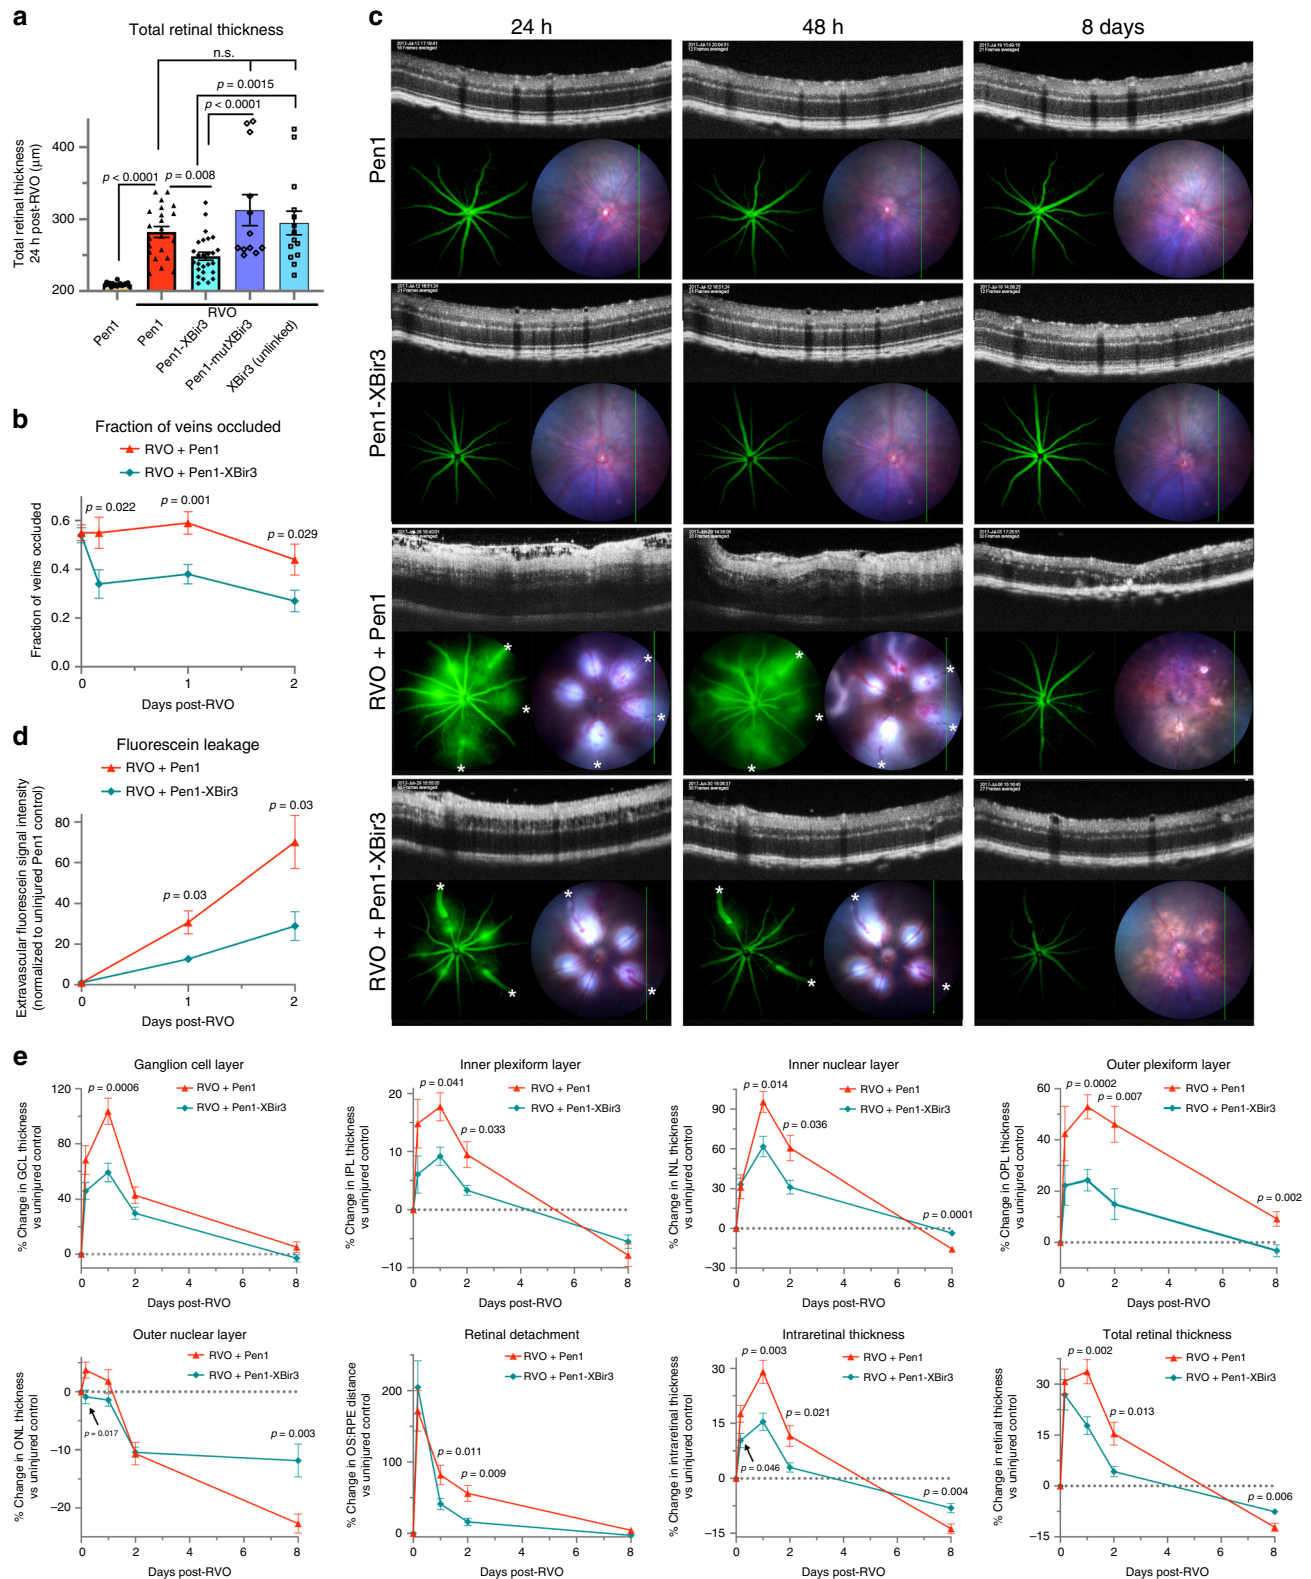 a
Total retinal thickness
n.s.
p = 0.0015
p < 0.0001
p < 0.0001
p = 0.008
Total retinal thickness
24 h post-RVO (μm)
400
300
200
Pen1
Pen1
Pen1-XBir3
Pen1-mutXBir3
XBir3 (unlinked)
RVO
b
Fraction of veins occluded
RVO + Pen1
RVO + Pen1-XBir3
p = 0.022
p = 0.001
p = 0.029
Fraction of veins occluded
0.6
0.4
0.2
0.0
0
1
2
Days post-RVO
c
24 h
48 h
8 days
Pen1
Pen1-XBir3
RVO + Pen1
RVO + Pen1-XBir3
* * * * * *
* * * * * *
* * * *
* * * *
d
Fluorescein leakage
RVO + Pen1
RVO + Pen1-XBir3
p = 0.03
p = 0.03
Extravascular fluorescein signal intensity
(normalized to uninjured Pen1 control)
80
60
40
20
0
0
1
2
Days post-RVO
e
Ganglion cell layer
p = 0.0006
RVO + Pen1
RVO + Pen1-XBir3
% Change in GCL thickness
vs uninjured control
120
80
40
0
0 2 4 6 8
Days post-RVO
Inner plexiform layer
p = 0.041
RVO + Pen1
RVO + Pen1-XBir3
p = 0.033
% Change in IPL thickness
vs uninjured control
20
10
0
−10
0 2 4 6 8
Days post-RVO
Inner nuclear layer
p = 0.014
RVO + Pen1
RVO + Pen1-XBir3
p = 0.036
p = 0.0001
% Change in INL thickness
vs uninjured control
90
60
30
0
−30
0 2 4 6 8
Days post-RVO
Outer plexiform layer
p = 0.0002
p = 0.007
RVO + Pen1
RVO + Pen1-XBir3
p = 0.002
% Change in OPL thickness
vs uninjured control
60
40
20
0
0 2 4 6 8
Days post-RVO
Outer nuclear layer
RVO + Pen1
RVO + Pen1-XBir3
p = 0.017
p = 0.003
% Change in ONL thickness
vs uninjured control
0
−10
−20
0 2 4 6 8
Days post-RVO
Retinal detachment
RVO + Pen1
RVO + Pen1-XBir3
p = 0.011
p = 0.009
% Change in OS:RPE distance
vs uninjured control
200
100
0
0 2 4 6 8
Days post-RVO
Intraretinal thickness
p = 0.003
RVO + Pen1
RVO + Pen1-XBir3
p = 0.021
p = 0.046
p = 0.004
% Change in intraretinal thickness
vs uninjured control
30
15
0
−15
0 2 4 6 8
Days post-RVO
Total retinal thickness
p = 0.002
RVO + Pen1
RVO + Pen1-XBir3
p = 0.013
p = 0.006
% Change in retinal thickness
vs uninjured control
30
15
0
−15
0 2 4 6 8
Days post-RVO